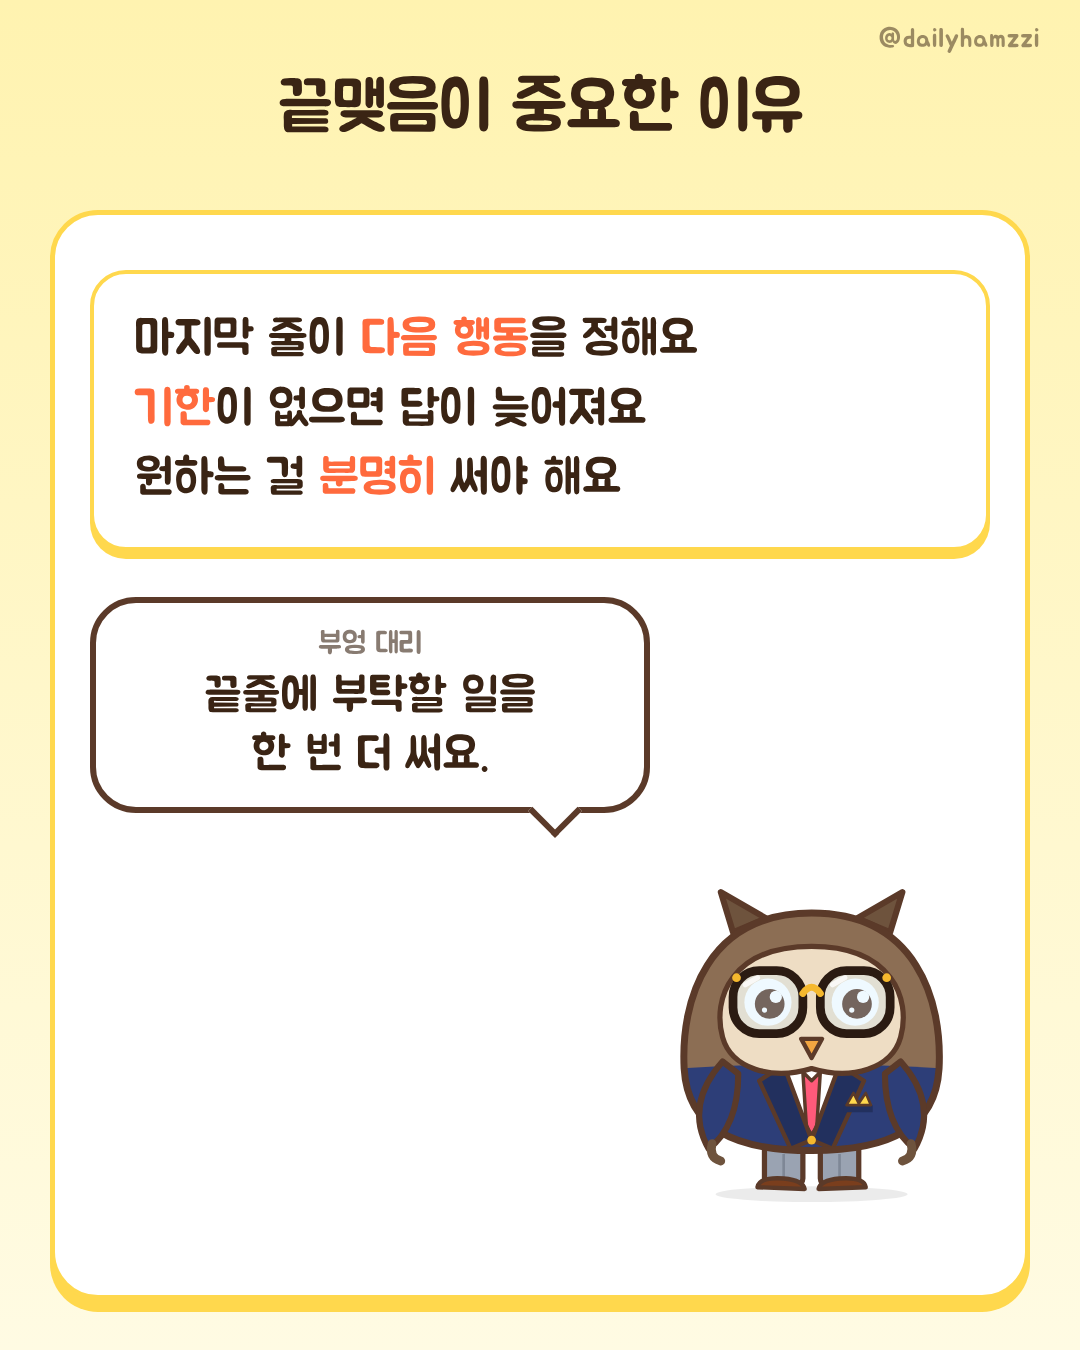 @dailyhamzzi
끝맺음이 중요한 이유
마지막 줄이 다음 행동을 정해요
기한이 없으면 답이 늦어져요
원하는 걸 분명히 써야 해요
부엉 대리
끝줄에 부탁할 일을
한 번 더 써요.